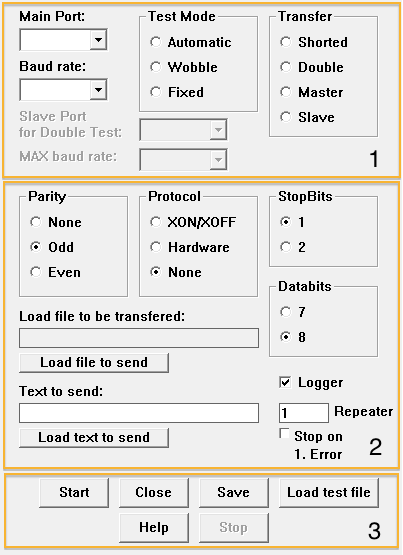 Main Port:
Test Mode
Transfer
Automatic
Shorted
Baud rate:
Wobble
Double
Fixed
Master
Slave Port
for Double Test:
Slave
MAX baud rate:
1
Parity
Protocol
StopBits
None
XON/XOFF
1
Odd
Hardware
2
Even
None
Databits
Load file to be transfered:
7
8
Load file to send
Text to send:
Logger
1 Repeater
Load text to send
Stop on
1. Error
2
Start Close Save Load test file
Help Stop
3